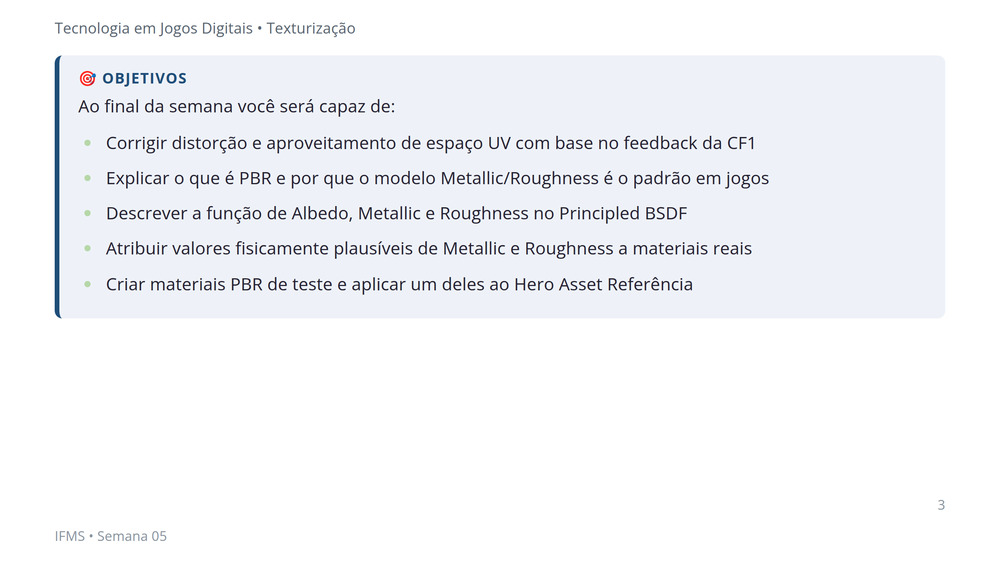 Tecnologia em Jogos Digitais • Texturização
🎯 OBJETIVOS
Ao final da semana você será capaz de:
• Corrigir distorção e aproveitamento de espaço UV com base no feedback da CF1
• Explicar o que é PBR e por que o modelo Metallic/Roughness é o padrão em jogos
• Descrever a função de Albedo, Metallic e Roughness no Principled BSDF
• Atribuir valores fisicamente plausíveis de Metallic e Roughness a materiais reais
• Criar materiais PBR de teste e aplicar um deles ao Hero Asset Referência
3
IFMS • Semana 05